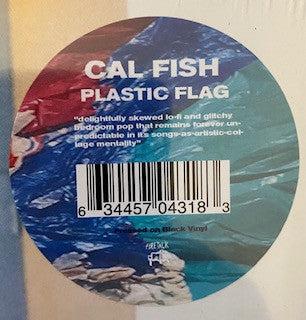 CAL FISH
PLASTIC FLAG
"delightfully skewed lo-fi and glitchy
bedroom pop that remains forever un-
predictable in its songs-as-artistic-col-
lage mentality"
6 34457 04318 3
Pressed on Black Vinyl
FIRETALK